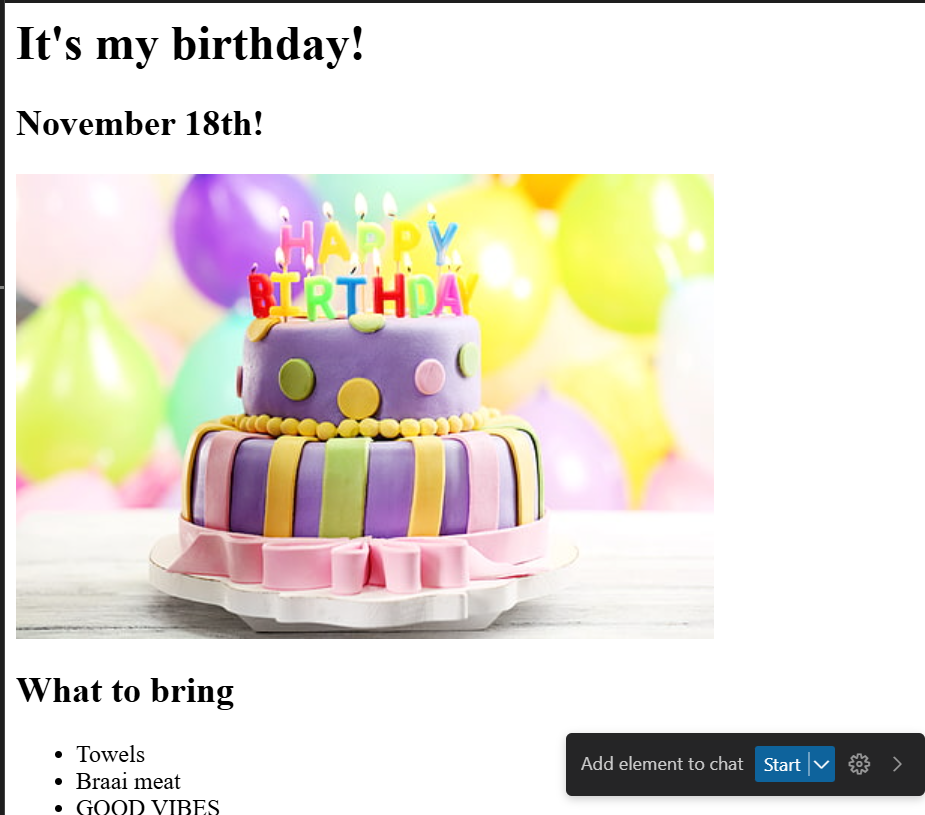 It's my birthday!
November 18th!
HAPPY
BIRTHDAY
What to bring
• Towels
• Braai meat
• GOOD VIBES
Add element to chat Start